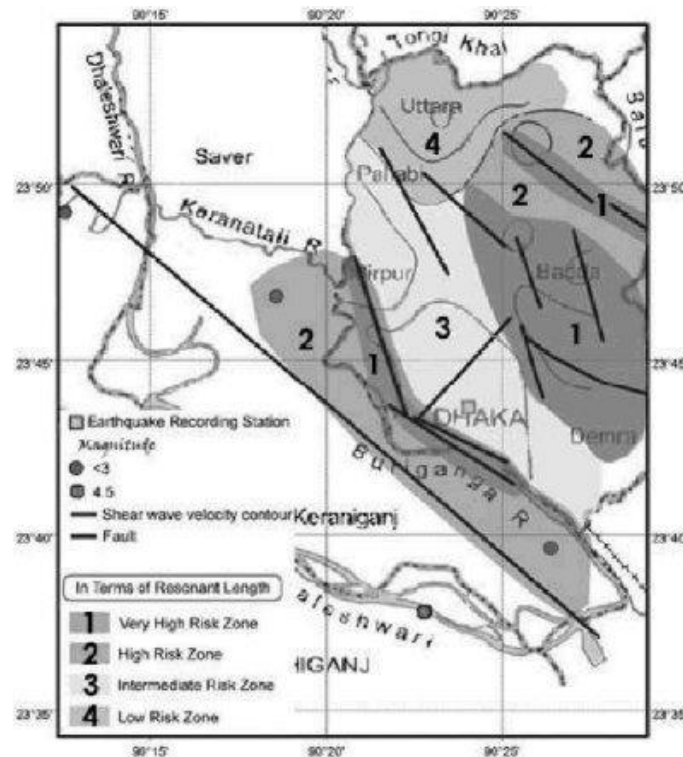 90°15'
90°20'
90°25'
Tongi Khal
Dhaleshwari R
Uttara
4
Balu
2
Saver
Pallabi
23°50'
23°50'
2
1
Karanatali R
Mirpur
Badda
2
3
1
1
23°45'
23°45'
DHAKA
Demra
Earthquake Recording Station
Magnitude
<3
4.5
Buriganga R
Shear wave velocity contour
Keraniganj
Fault
23°40'
23°40'
In Terms of Resonant Length
aleshwari
1 Very High Risk Zone
2 High Risk Zone
HIGANJ
3 Intermediate Risk Zone
4 Low Risk Zone
23°35'
23°35'
90°15'
90°20'
90°25'